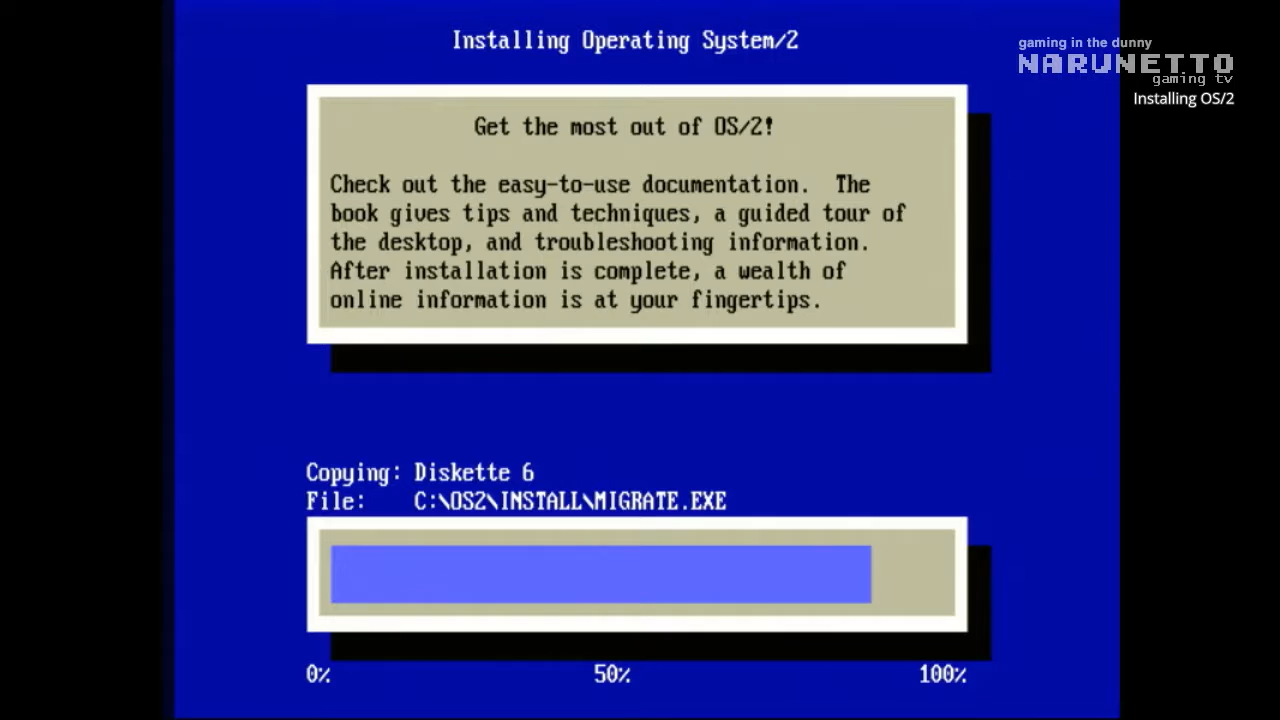 Installing Operating System/2
gaming in the dunny
NARUNETTO
gaming tv
Installing OS/2
Get the most out of OS/2!
Check out the easy-to-use documentation.  The
book gives tips and techniques, a guided tour of
the desktop, and troubleshooting information.
After installation is complete, a wealth of
online information is at your fingertips.
Copying: Diskette 6
File:    C:\OS2\INSTALL\MIGRATE.EXE
0% 50% 100%